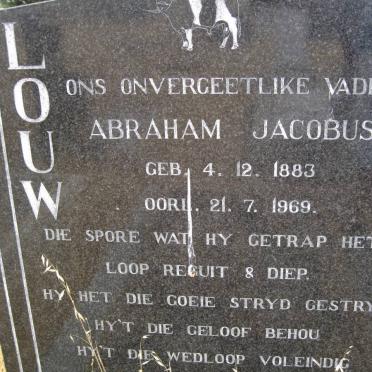 LOUW
ONS ONVERGEETLIKE VADE
ABRAHAM JACOBUS
GEB. 4. 12. 1883
OORL. 21. 7. 1969.
DIE SPORE WAT HY GETRAP HET
LOOP REGUIT & DIEP.
HY HET DIE GOEIE STRYD GESTRY
HY'T DIE GELOOF BEHOU
HY'T DIE WEDLOOP VOLEINDIG